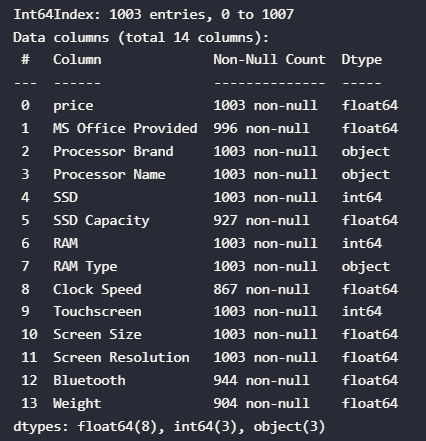 Int64Index: 1003 entries, 0 to 1007
Data columns (total 14 columns):
 #   Column              Non-Null Count  Dtype
---  ------              --------------  -----
 0   price               1003 non-null   float64
 1   MS Office Provided  996 non-null    float64
 2   Processor Brand     1003 non-null   object
 3   Processor Name      1003 non-null   object
 4   SSD                 1003 non-null   int64
 5   SSD Capacity        927 non-null    float64
 6   RAM                 1003 non-null   int64
 7   RAM Type            1003 non-null   object
 8   Clock Speed         867 non-null    float64
 9   Touchscreen         1003 non-null   int64
 10  Screen Size         1003 non-null   float64
 11  Screen Resolution   1003 non-null   float64
 12  Bluetooth           944 non-null    float64
 13  Weight              904 non-null    float64
dtypes: float64(8), int64(3), object(3)